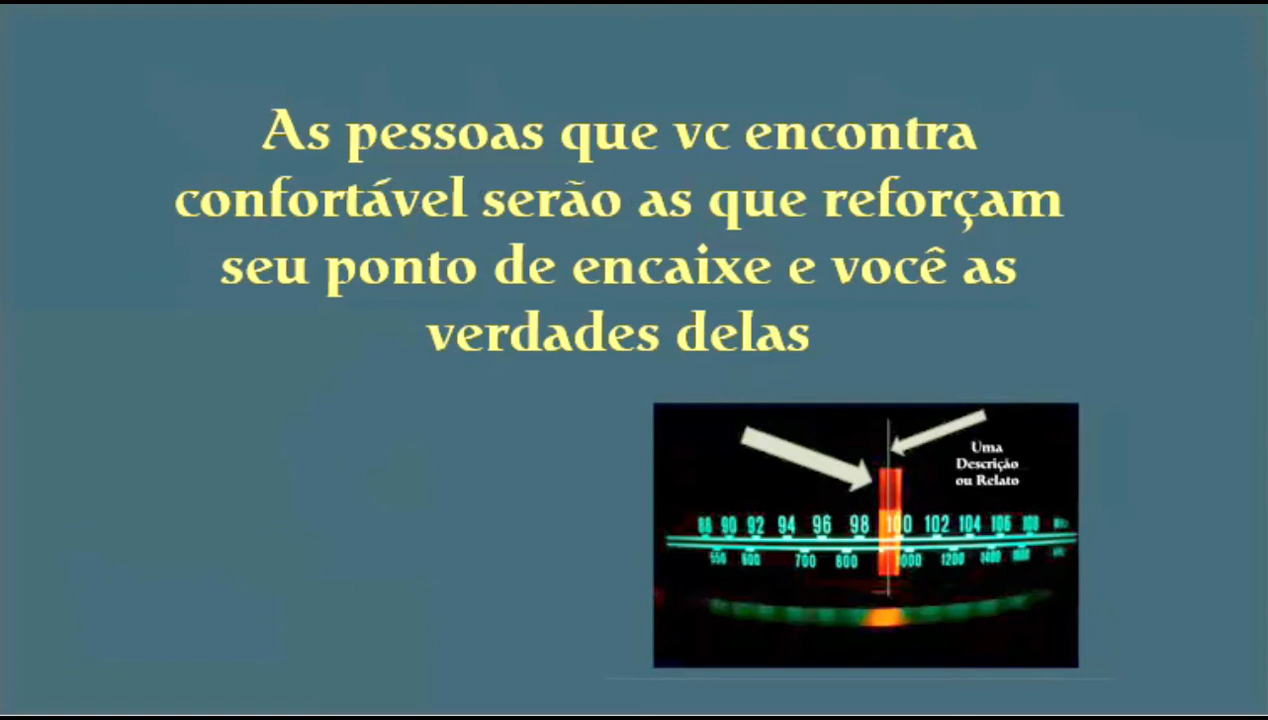 As pessoas que vc encontra
confortável serão as que reforçam
seu ponto de encaixe e você as
verdades delas
Uma
Descrição
ou Relato
88 90 92 94 96 98 100 102 104 106 108
550 600 700 800 1000 1200 1400 1600